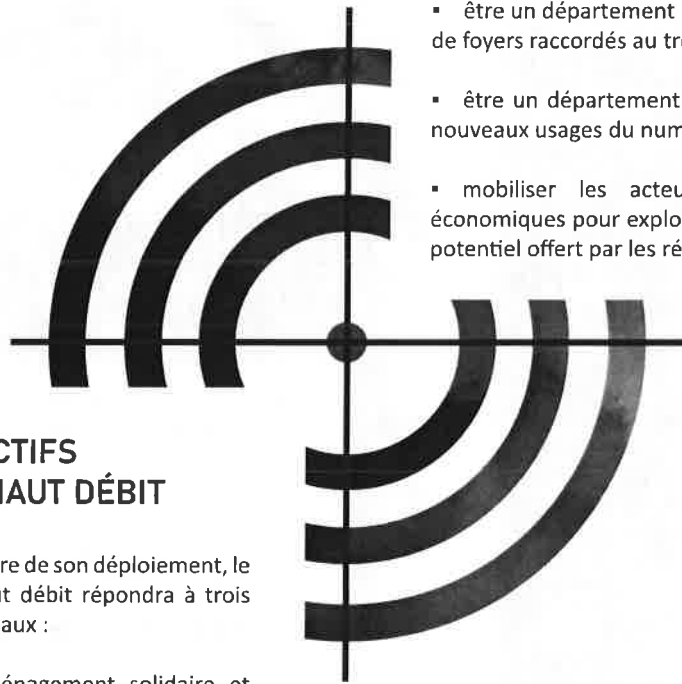 ▪ être un département
de foyers raccordés au tr
▪ être un département
nouveaux usages du num
▪ mobiliser les acteu
économiques pour explo
potentiel offert par les ré
CTIFS
HAUT DÉBIT
re de son déploiement, le
ut débit répondra à trois
aux :
énagement solidaire et